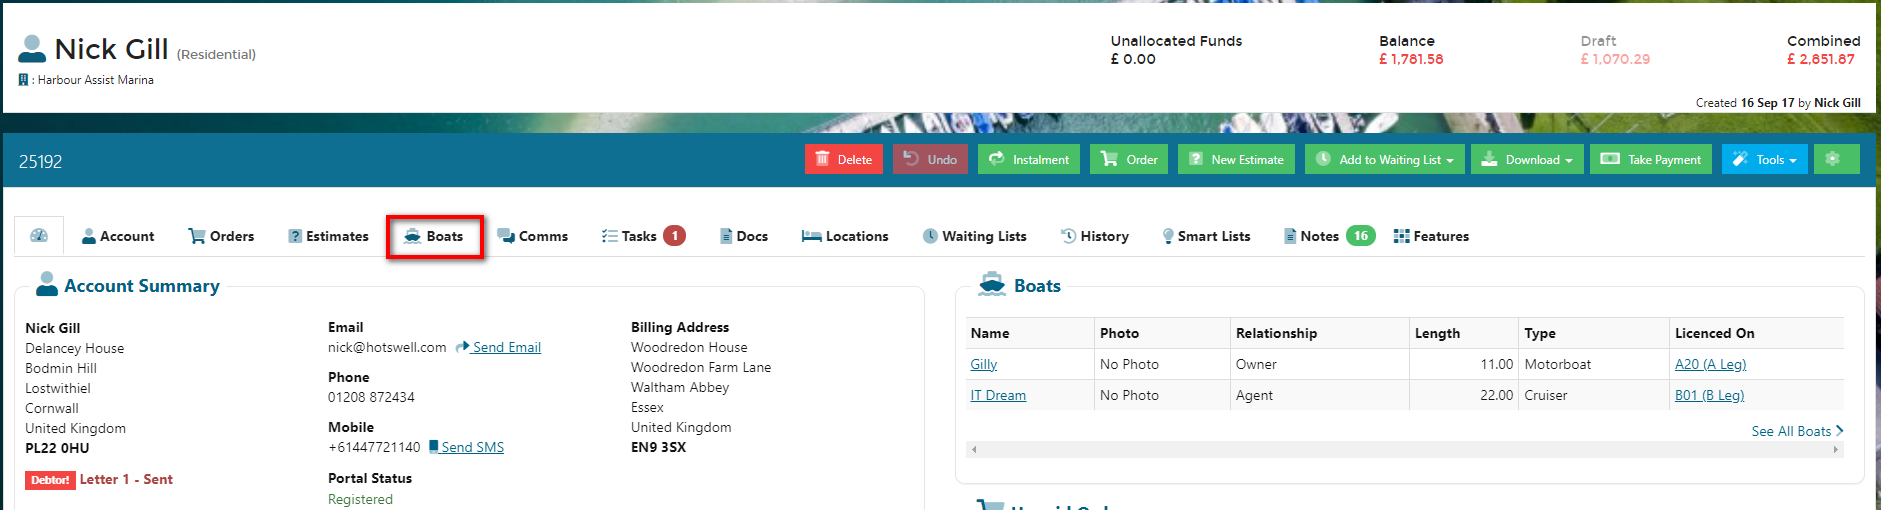 Nick Gill (Residential)
: Harbour Assist Marina
Unallocated Funds
£ 0.00
Balance
£ 1,781.58
Draft
£ 1,070.29
Combined
£ 2,851.87
Created 16 Sep 17 by Nick Gill
25192
Delete
Undo
Instalment
Order
New Estimate
Add to Waiting List
Download
Take Payment
Tools
Account
Orders
Estimates
Boats
Comms
Tasks 1
Docs
Locations
Waiting Lists
History
Smart Lists
Notes 16
Features
Account Summary
Nick Gill
Delancey House
Bodmin Hill
Lostwithiel
Cornwall
United Kingdom
PL22 0HU
Debtor! Letter 1 - Sent
Email
nick@hotswell.com Send Email
Phone
01208 872434
Mobile
+61447721140 Send SMS
Portal Status
Registered
Billing Address
Woodredon House
Woodredon Farm Lane
Waltham Abbey
Essex
United Kingdom
EN9 3SX
Boats
Name Photo Relationship Length Type Licenced On
Gilly No Photo Owner 11.00 Motorboat A20 (A Leg)
IT Dream No Photo Agent 22.00 Cruiser B01 (B Leg)
See All Boats